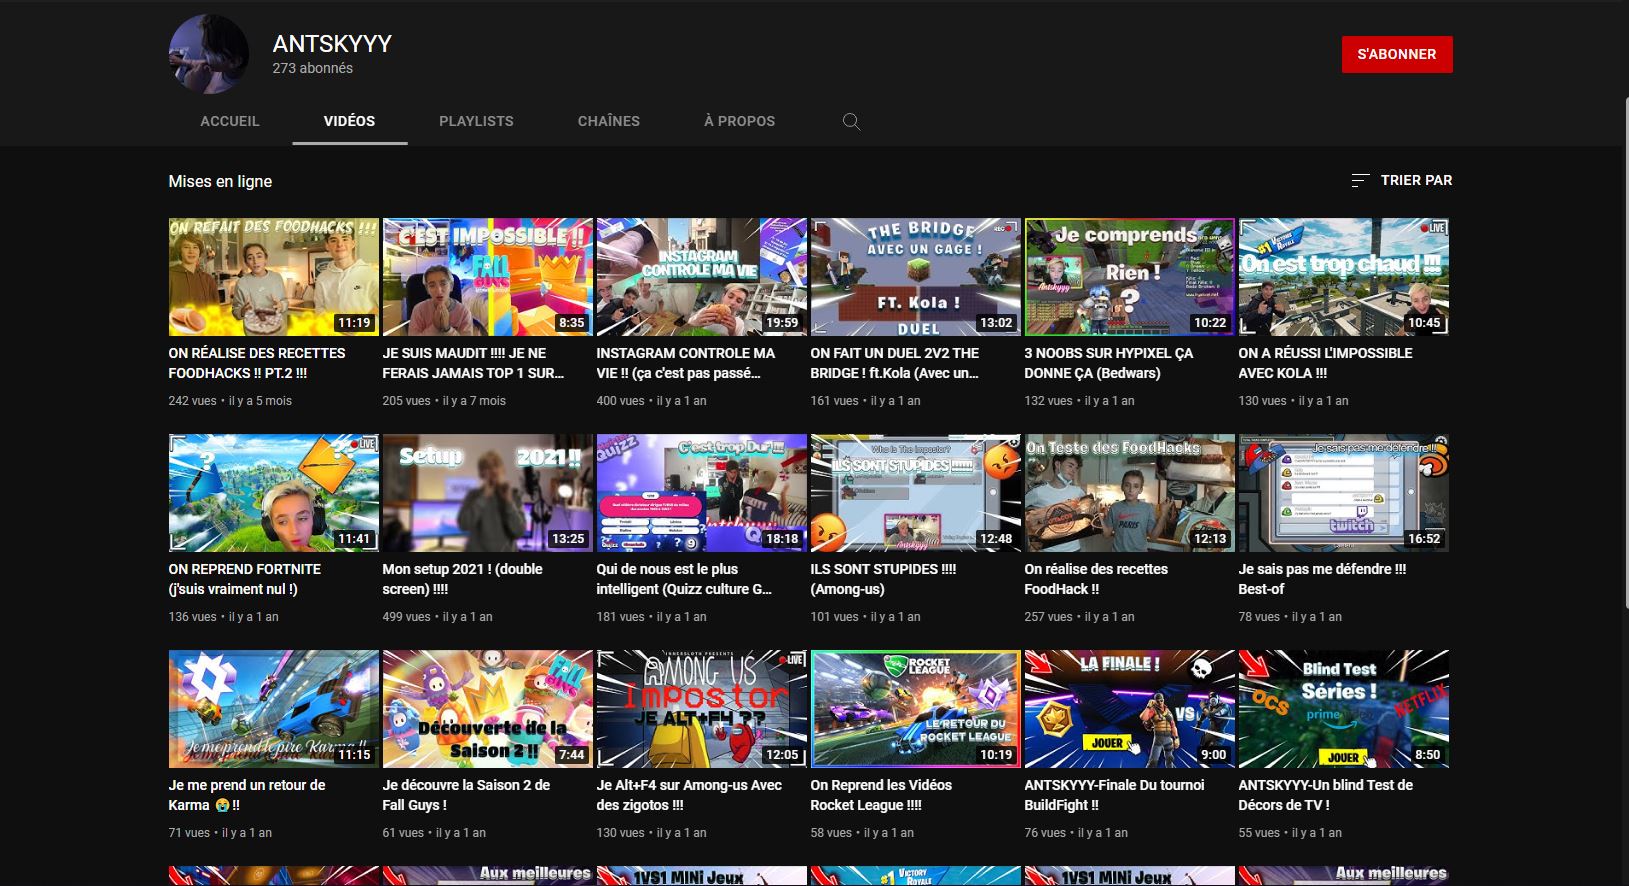 ANTSKYYY
273 abonnés
S'ABONNER
ACCUEIL
VIDÉOS
PLAYLISTS
CHAÎNES
À PROPOS
Mises en ligne
TRIER PAR
ON REFAIT DES FOODHACKS !!!
11:19
ON RÉALISE DES RECETTES
FOODHACKS !! PT.2 !!!
242 vues • il y a 5 mois
C'EST IMPOSSIBLE !!
FALL
GUYS
8:35
JE SUIS MAUDIT !!!! JE NE
FERAIS JAMAIS TOP 1 SUR...
205 vues • il y a 7 mois
INSTAGRAM
CONTROLE MA VIE
19:59
INSTAGRAM CONTROLE MA
VIE !! (ça c'est pas passé...
400 vues • il y a 1 an
THE BRIDGE
REC
AVEC UN GAGE !
FT. Kola !
DUEL
13:02
ON FAIT UN DUEL 2V2 THE
BRIDGE ! ft.Kola (Avec un...
161 vues • il y a 1 an
Je comprends
Rien !
?
Antskyyy
10:22
3 NOOBS SUR HYPIXEL ÇA
DONNE ÇA (Bedwars)
132 vues • il y a 1 an
#1 VICTORY ROYALE
LIVE
On est trop chaud !!!
10:45
ON A RÉUSSI L'IMPOSSIBLE
AVEC KOLA !!!
130 vues • il y a 1 an
?
??
LIVE
11:41
ON REPREND FORTNITE
(j'suis vraiment nul !)
136 vues • il y a 1 an
Setup 2021 !!
13:25
Mon setup 2021 ! (double
screen) !!!!
499 vues • il y a 1 an
Quizz
C'est trop Dur !!!
Antskyyy
18:18
Qui de nous est le plus
intelligent (Quizz culture G...
181 vues • il y a 1 an
Who Is The Impostor?
ILS SONT STUPIDES !!!!!!
Antskyyy
12:48
ILS SONT STUPIDES !!!!
(Among-us)
101 vues • il y a 1 an
On Teste des FoodHacks
PARIS
12:13
On réalise des recettes
FoodHack !!
257 vues • il y a 1 an
Je sais pas me défendre !!
twitch
16:52
Je sais pas me défendre !!!
Best-of
78 vues • il y a 1 an
Je me prend le pire Karma !!
11:15
Je me prend un retour de
Karma 😭 !!
71 vues • il y a 1 an
FALL
GUYS
Découverte de la
Saison 2 !!
7:44
Je découvre la Saison 2 de
Fall Guys !
61 vues • il y a 1 an
INNERSLOTH PRESENTS
LIVE
AMONG US
Impostor
JE ALT+F4 ??
12:05
Je Alt+F4 sur Among-us Avec
des zigotos !!!
130 vues • il y a 1 an
ROCKET
LEAGUE
LE RETOUR DU
ROCKET LEAGUE !!!
10:19
On Reprend les Vidéos
Rocket League !!!!
58 vues • il y a 1 an
LA FINALE !
VS
JOUER
9:00
ANTSKYYY-Finale Du tournoi
BuildFight !!
76 vues • il y a 1 an
Blind Test
Séries !
OCS
prime
NETFLIX
JOUER
8:50
ANTSKYYY-Un blind Test de
Décors de TV !
55 vues • il y a 1 an
Aux meilleures
1VS1 MiNi Jeux
#1 VICTORY ROYALE
1VS1 MiNi Jeux
Aux meilleures